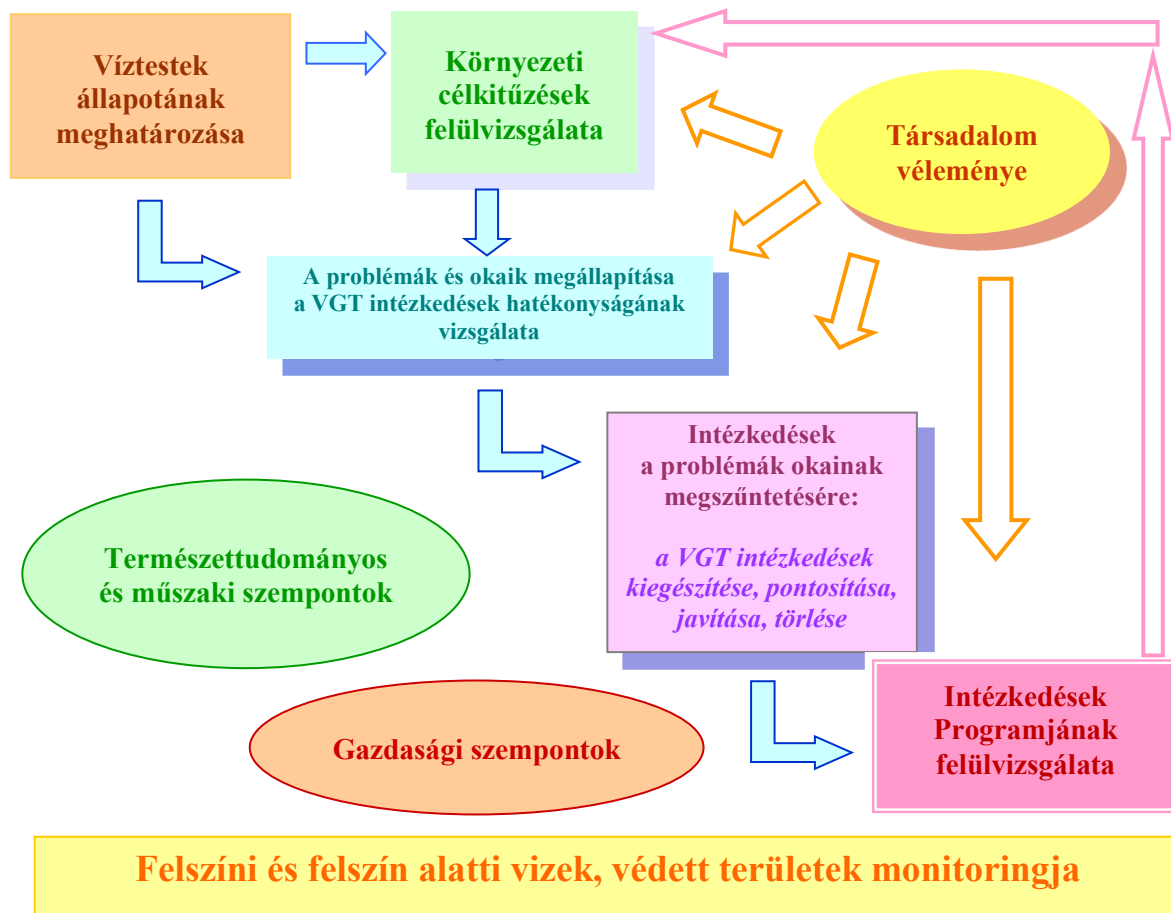 Víztestek
állapotának
meghatározása
Környezeti
célkitűzések
felülvizsgálata
Társadalom
véleménye
A problémák és okaik megállapítása
a VGT intézkedések hatékonyságának
vizsgálata
Intézkedések
a problémák okainak
megszűntetésére:
a VGT intézkedések
kiegészítése, pontosítása,
javítása, törlése
Természettudományos
és műszaki szempontok
Gazdasági szempontok
Intézkedések
Programjának
felülvizsgálata
Felszíni és felszín alatti vizek, védett területek monitoringja